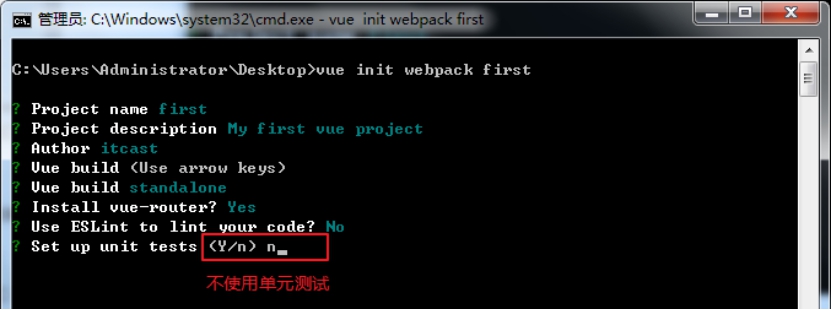 管理员: C:\Windows\system32\cmd.exe - vue init webpack first
C:\Users\Administrator\Desktop>vue init webpack first
? Project name first
? Project description My first vue project
? Author itcast
? Vue build (Use arrow keys)
? Vue build standalone
? Install vue-router? Yes
? Use ESLint to lint your code? No
? Set up unit tests (Y/n) n_
不使用单元测试